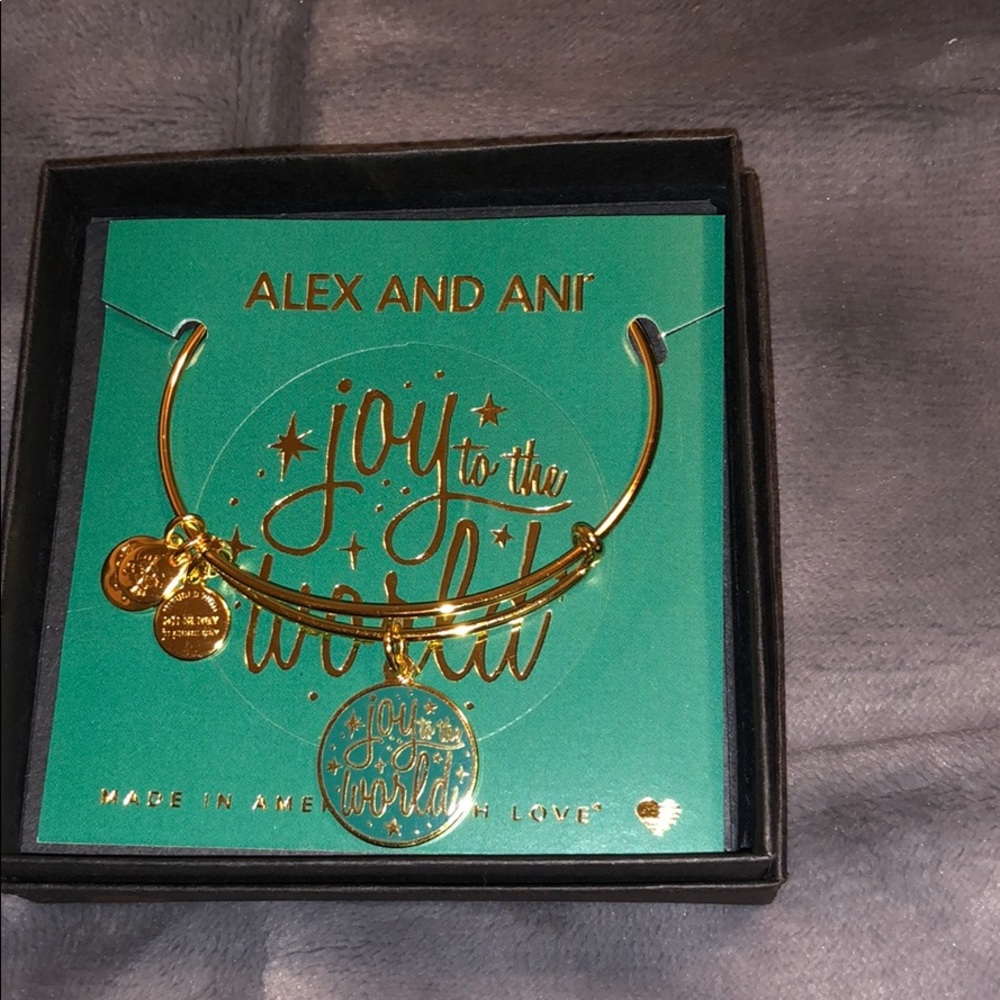 ALEX AND ANI
joy
to the
world
joy
to the
world
MADE IN AMER H LOVE